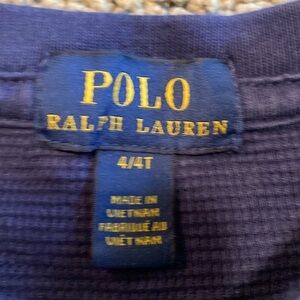 POLO
RALPH LAUREN
4/4T
MADE IN
VIETNAM
FABRIQUÉ AU
VIÊT NAM